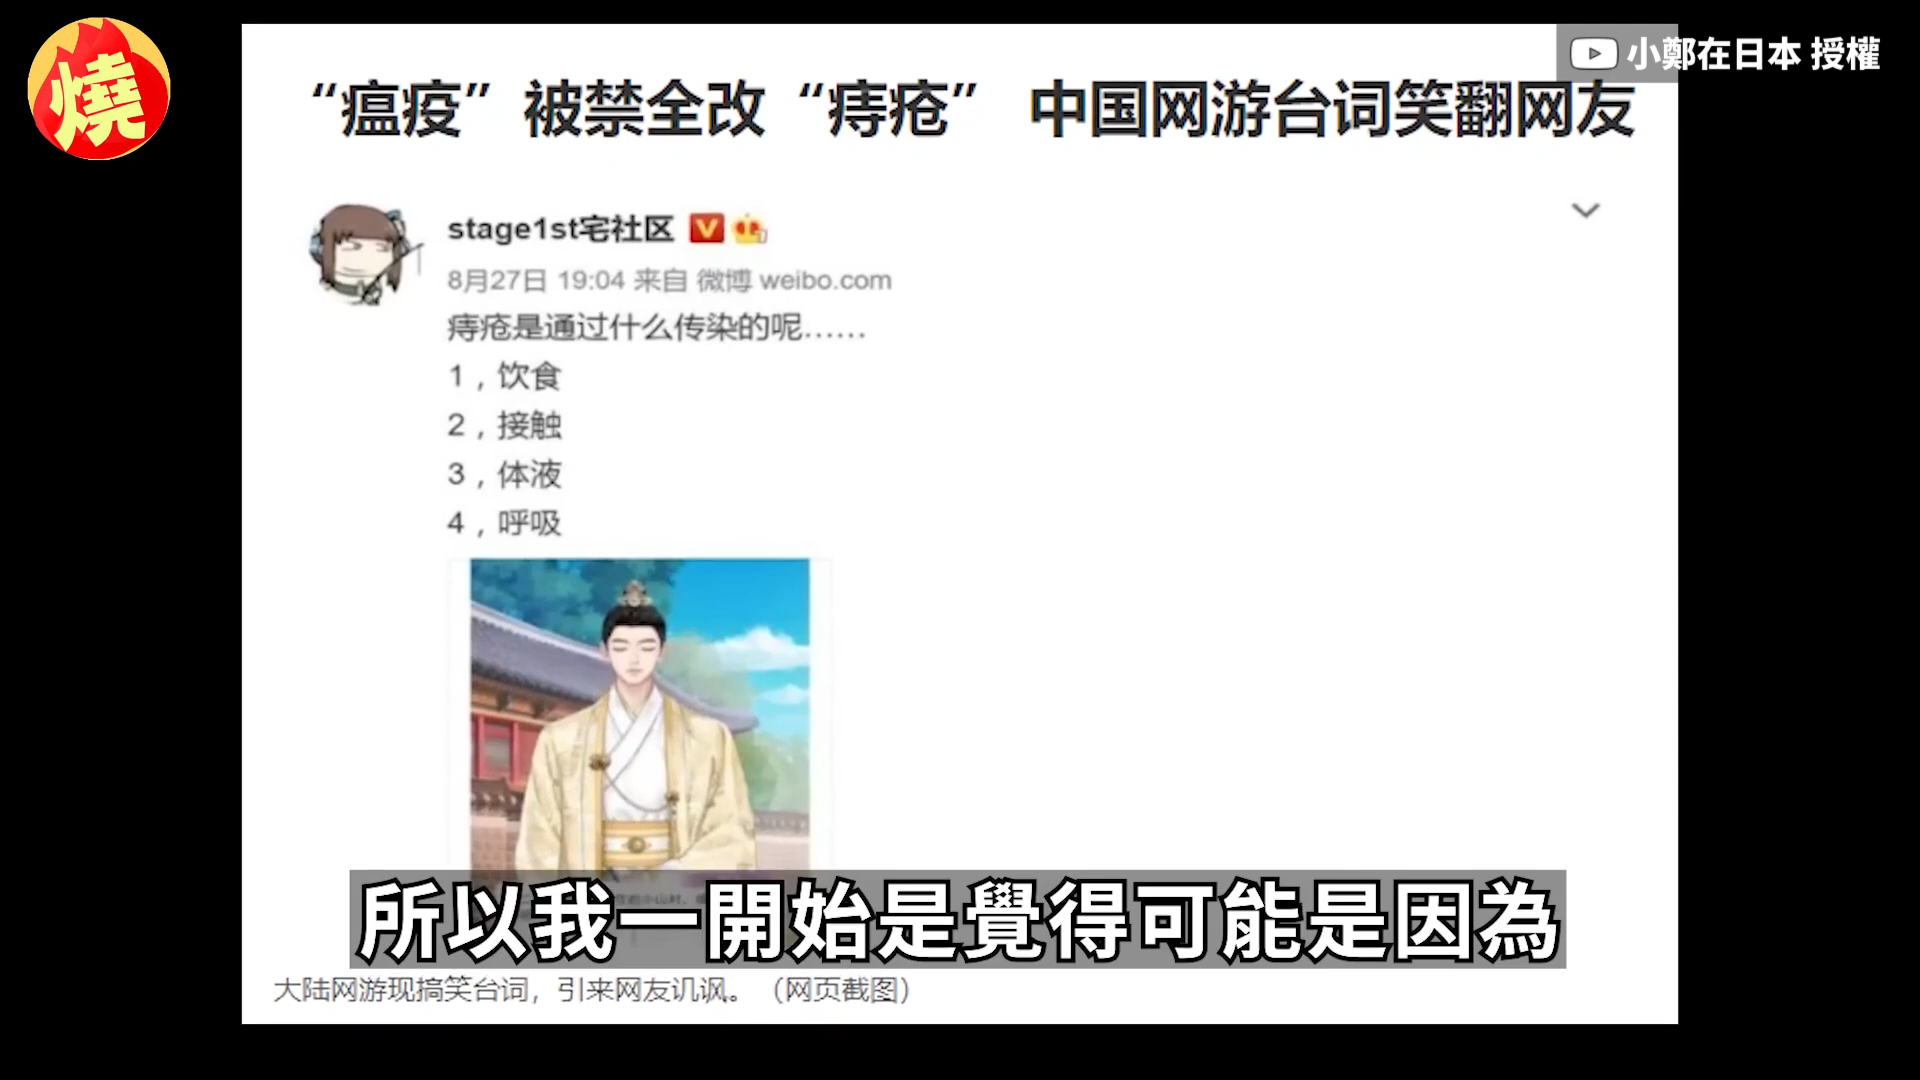 燒
小鄭在日本 授權
“瘟疫”被禁全改“痔疮” 中国网游台词笑翻网友
stage1st宅社区
8月27日 19:04 来自 微博 weibo.com
痔疮是通过什么传染的呢……
1，饮食
2，接触
3，体液
4，呼吸
所以我一開始是覺得可能是因為
大陆网游现搞笑台词，引来网友讥讽。（网页截图）